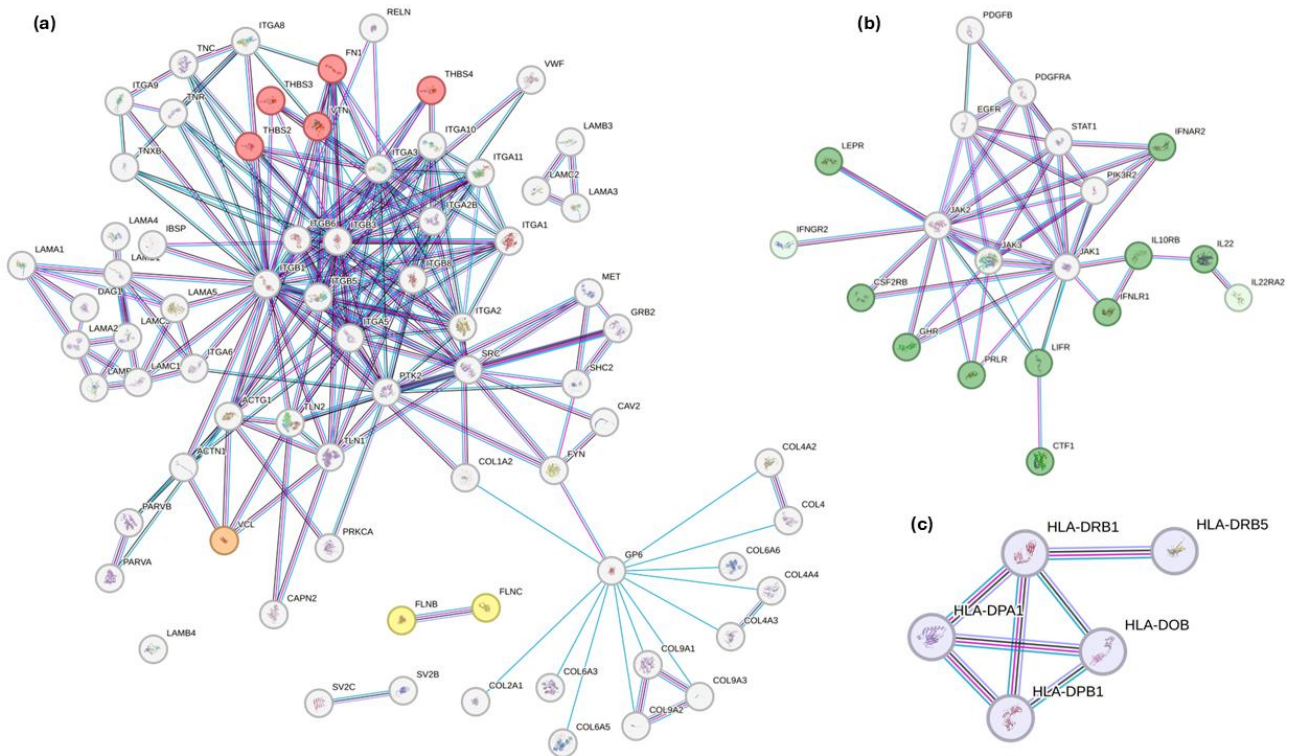 (a)
RELN
ITGA8
TNC
FN1
THBS3
THBS4
VWF
ITGA9
TNR
VTN
THBS2
ITGA10
LAMB3
ITGA3
ITGA11
TNXB
LAMC2
LAMA3
ITGA2B
LAMA4
IBSP
ITGB6
ITGB3
ITGA1
LAMA1
ITGB1
ITGB8
MET
DAG1
LAMA5
ITGB5
GRB2
LAMA2
ITGA2
ITGA5
ITGA6
SRC
LAMC1
SHC2
PTK2
ACTG1
TLN2
CAV2
ACTN1
TLN1
COL1A2
FYN
COL4A2
PARVB
VCL
PRKCA
COL4
PARVA
GP6
COL6A6
CAPN2
FLNB
FLNC
COL4A4
COL4A3
LAMB4
SV2C
SV2B
COL2A1
COL6A3
COL9A1
COL9A3
COL9A2
COL6A5
(b)
PDGFB
PDGFRA
EGFR
STAT1
IFNAR2
LEPR
PIK3R2
JAK2
IFNGR2
JAK3
JAK1
IL10RB
IL22
CSF2RB
IFNLR1
IL22RA2
GHR
PRLR
LIFR
CTF1
(c)
HLA-DRB1
HLA-DRB5
HLA-DPA1
HLA-DOB
HLA-DPB1